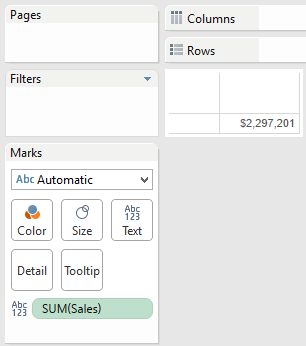 Pages
Columns
Rows
Filters
$2,297,201
Marks
Abc Automatic
Color
Size
Abc
123
Text
Detail
Tooltip
Abc
123
SUM(Sales)